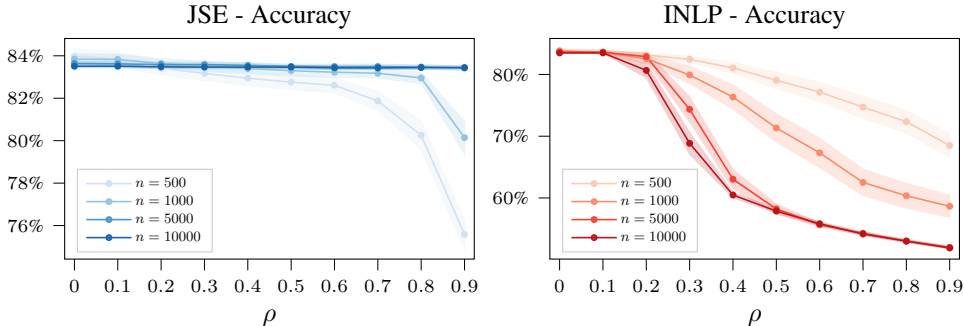 JSE - Accuracy
84%
82%
80%
78%
76%
n = 500
n = 1000
n = 5000
n = 10000
0 0.1 0.2 0.3 0.4 0.5 0.6 0.7 0.8 0.9
ρ
INLP - Accuracy
80%
70%
60%
n = 500
n = 1000
n = 5000
n = 10000
0 0.1 0.2 0.3 0.4 0.5 0.6 0.7 0.8 0.9
ρ